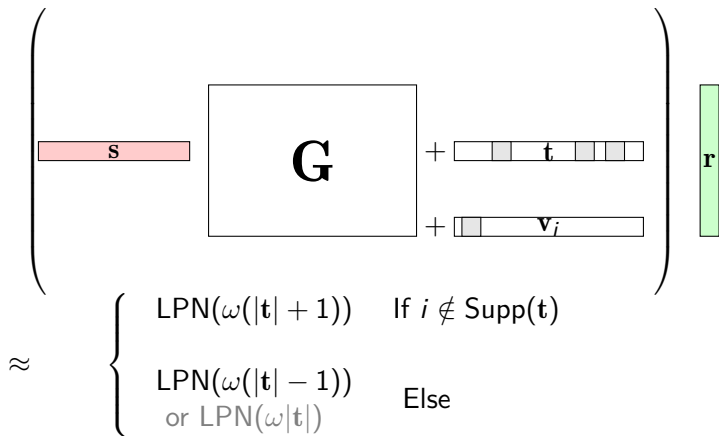 s G + t r
+ v_i
LPN(ω(|t| + 1)) If i ∉ Supp(t)
≈
LPN(ω(|t| − 1))
or LPN(ω|t|) Else